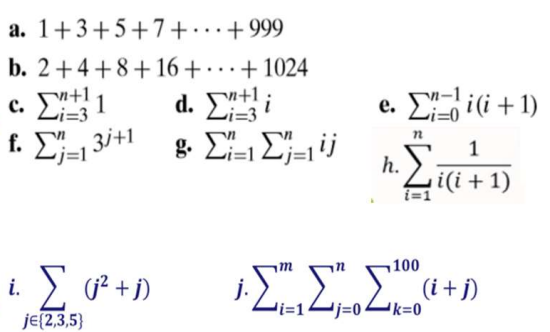 a. 1+3+5+7+···+999
b. 2+4+8+16+···+1024
c. ∑_{i=3}^{n+1} 1 d. ∑_{i=3}^{n+1} i e. ∑_{i=0}^{n−1} i(i+1)
f. ∑_{j=1}^{n} 3^{j+1} g. ∑_{i=1}^{n} ∑_{j=1}^{n} ij h. ∑_{i=1}^{n} \frac{1}{i(i+1)}
i. ∑_{j∈{2,3,5}} (j² + j) j. ∑_{i=1}^{m} ∑_{j=0}^{n} ∑_{k=0}^{100} (i + j)